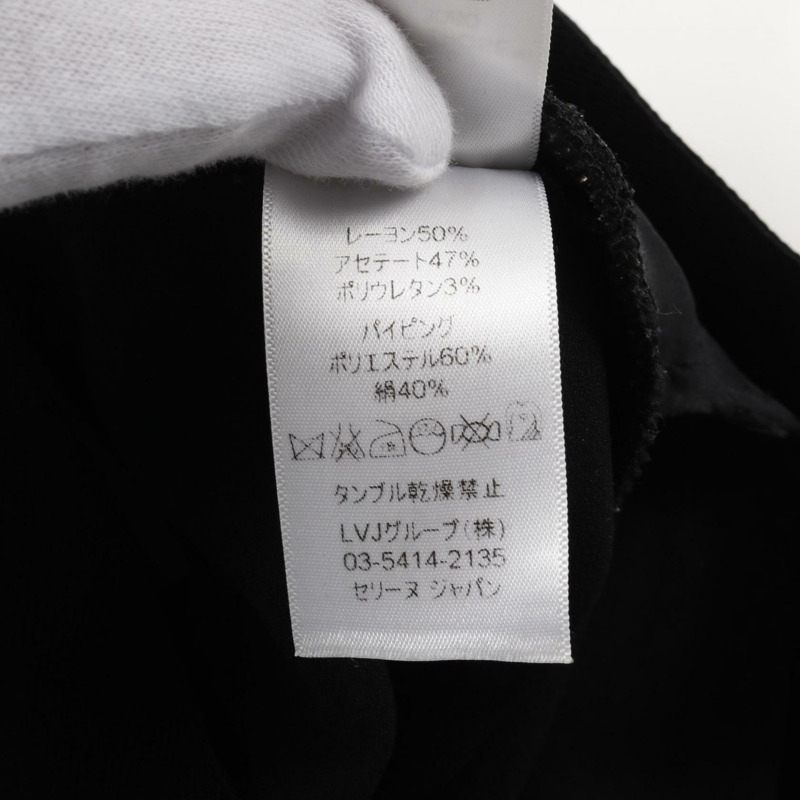 レーヨン50%
アセテート47%
ポリウレタン3%
パイピング
ポリエステル60%
絹40%
タンブル乾燥禁止
LVJグループ(株)
03-5414-2135
セリーヌ ジャパン